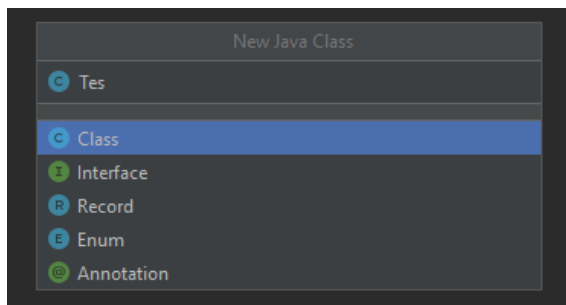 New Java Class
C Tes
C Class
I Interface
R Record
E Enum
@ Annotation